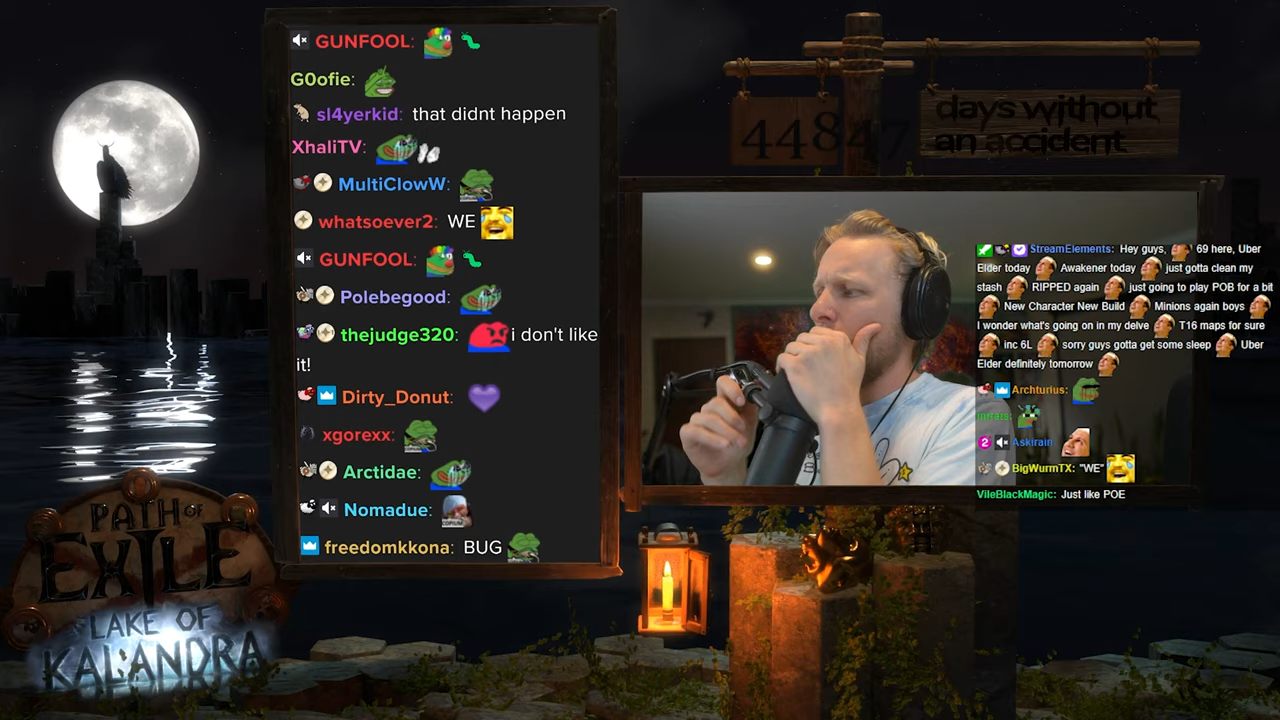 GUNFOOL:
G0ofie:
sl4yerkid: that didnt happen
XhaliTV:
MultiClowW:
whatsoever2: WE
GUNFOOL:
Polebegood:
thejudge320: i don't like
it!
Dirty_Donut:
xgorexx:
Arctidae:
Nomadue:
COPIUM
freedomkkona: BUG
PATH OF
EXILE
LAKE OF
KALANDRA
44847
days without
an accident
StreamElements: Hey guys, 69 here, Uber
Elder today Awakener today just gotta clean my
stash RIPPED again just going to play POB for a bit
New Character New Build Minions again boys
I wonder what's going on in my delve T16 maps for sure
inc 6L sorry guys gotta get some sleep Uber
Elder definitely tomorrow
Archturius:
2 Askirain
BigWurmTX: "WE"
VileBlackMagic: Just like POE